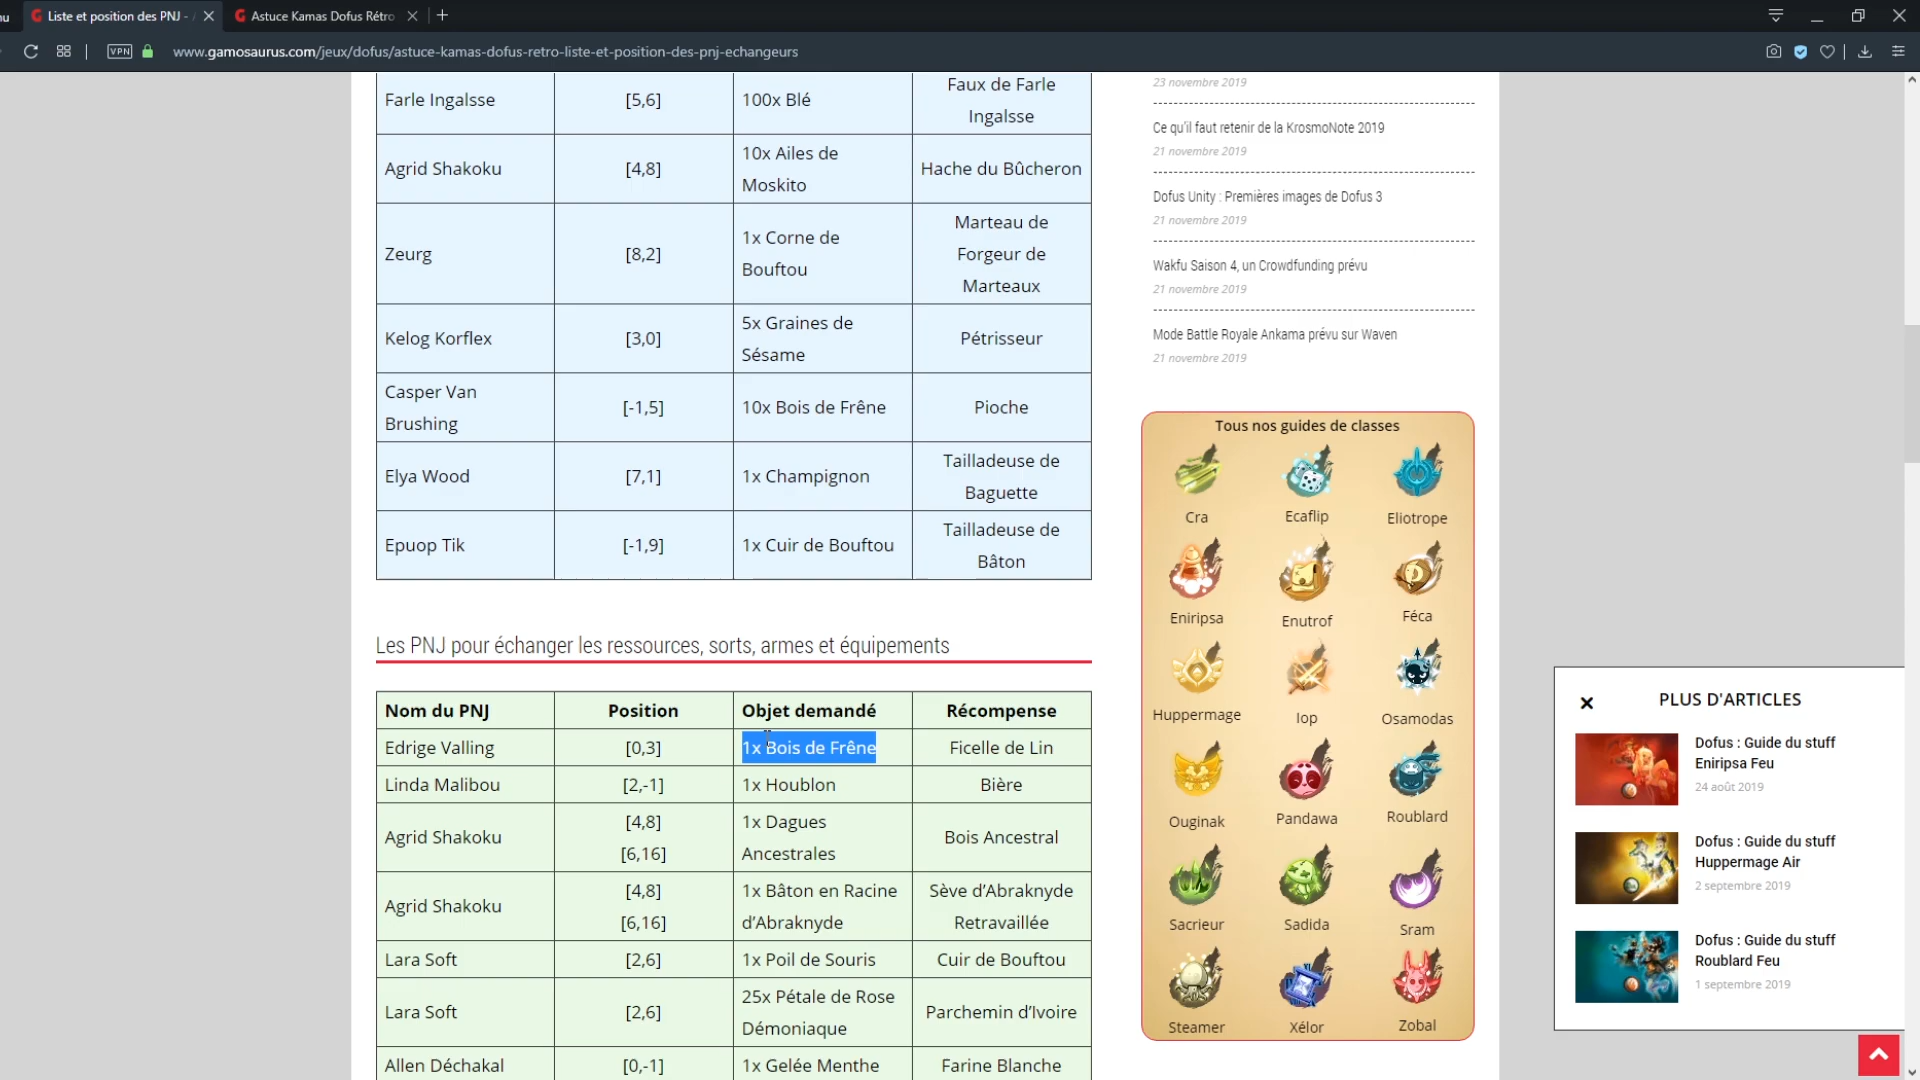 nu
Liste et position des PNJ -
Astuce Kamas Dofus Rétro
VPN
www.gamosaurus.com/jeux/dofus/astuce-kamas-dofus-retro-liste-et-position-des-pnj-echangeurs
Farle Ingalsse [5,6] 100x Blé Faux de Farle
Ingalsse
Agrid Shakoku [4,8] 10x Ailes de
Moskito Hache du Bûcheron
Zeurg [8,2] 1x Corne de
Bouftou Marteau de
Forgeur de
Marteaux
Kelog Korflex [3,0] 5x Graines de
Sésame Pétrisseur
Casper Van
Brushing [-1,5] 10x Bois de Frêne Pioche
Elya Wood [7,1] 1x Champignon Tailladeuse de
Baguette
Epuop Tik [-1,9] 1x Cuir de Bouftou Tailladeuse de
Bâton
Les PNJ pour échanger les ressources, sorts, armes et équipements
Nom du PNJ Position Objet demandé Récompense
Edrige Valling [0,3] 1x Bois de Frêne Ficelle de Lin
Linda Malibou [2,-1] 1x Houblon Bière
Agrid Shakoku [4,8]
[6,16] 1x Dagues
Ancestrales Bois Ancestral
Agrid Shakoku [4,8]
[6,16] 1x Bâton en Racine
d'Abraknyde Sève d'Abraknyde
Retravaillée
Lara Soft [2,6] 1x Poil de Souris Cuir de Bouftou
Lara Soft [2,6] 25x Pétale de Rose
Démoniaque Parchemin d'Ivoire
Allen Déchakal [0,-1] 1x Gelée Menthe Farine Blanche
23 novembre 2019
Ce qu'il faut retenir de la KrosmoNote 2019
21 novembre 2019
Dofus Unity : Premières images de Dofus 3
21 novembre 2019
Wakfu Saison 4, un Crowdfunding prévu
21 novembre 2019
Mode Battle Royale Ankama prévu sur Waven
21 novembre 2019
Tous nos guides de classes
Cra Ecaflip Eliotrope
Eniripsa Enutrof Féca
Huppermage Iop Osamodas
Ouginak Pandawa Roublard
Sacrieur Sadida Sram
Steamer Xélor Zobal
PLUS D'ARTICLES
Dofus : Guide du stuff
Eniripsa Feu
24 août 2019
Dofus : Guide du stuff
Huppermage Air
2 septembre 2019
Dofus : Guide du stuff
Roublard Feu
1 septembre 2019